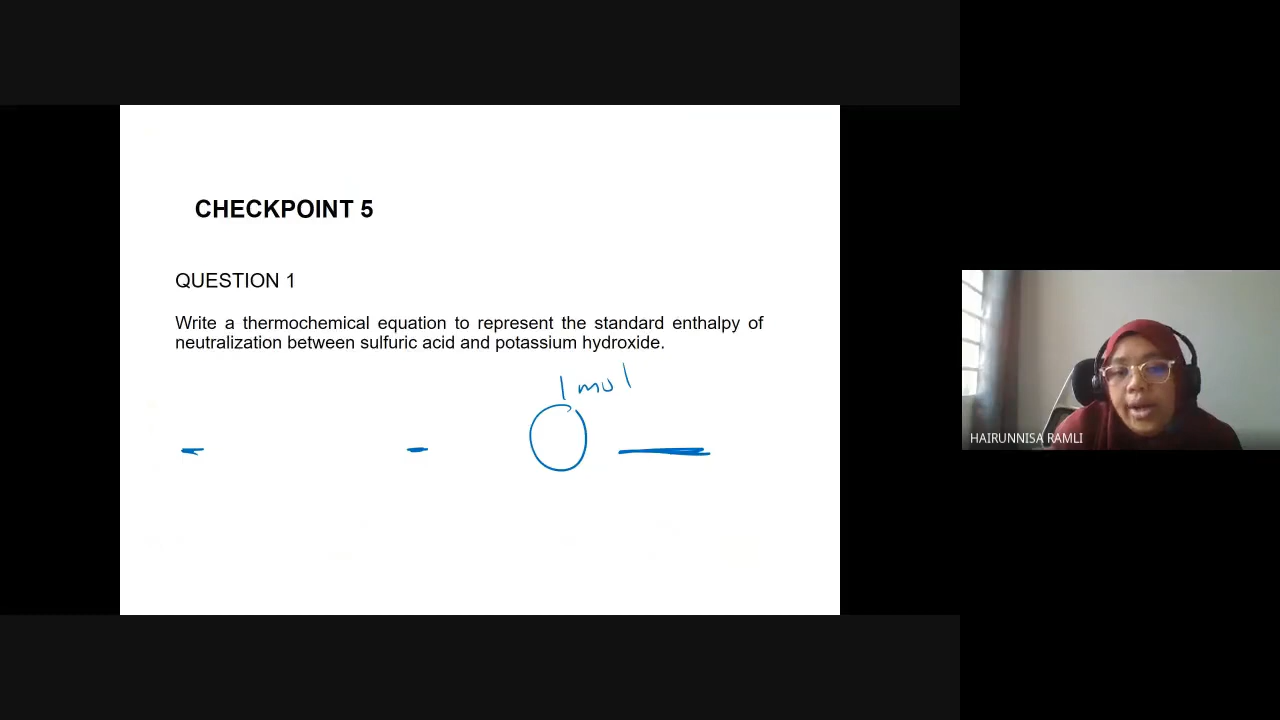 CHECKPOINT 5
QUESTION 1
Write a thermochemical equation to represent the standard enthalpy of
neutralization between sulfuric acid and potassium hydroxide.
1 mol
HAIRUNNISA RAMLI